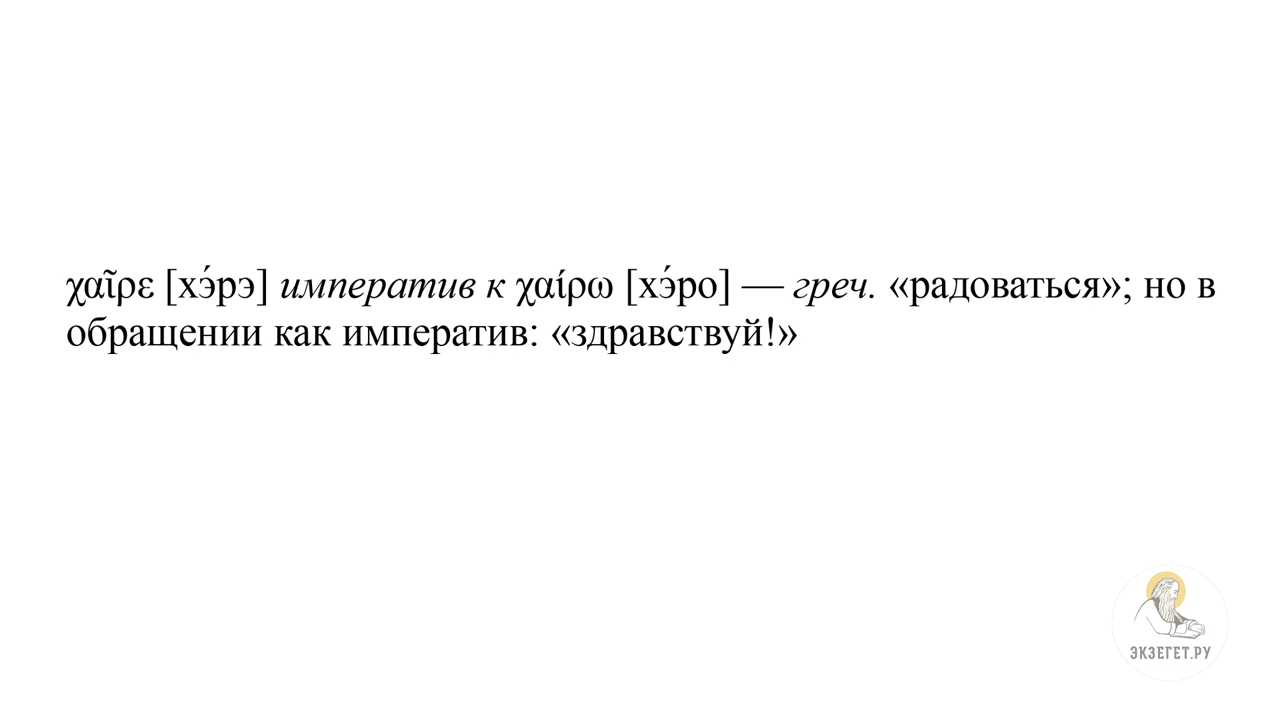 χαῖρε [хэ́рэ] императив к χαίρω [хэ́ро] — греч. «радоваться»; но в
обращении как императив: «здравствуй!»
ЭКЗЕГЕТ.РУ